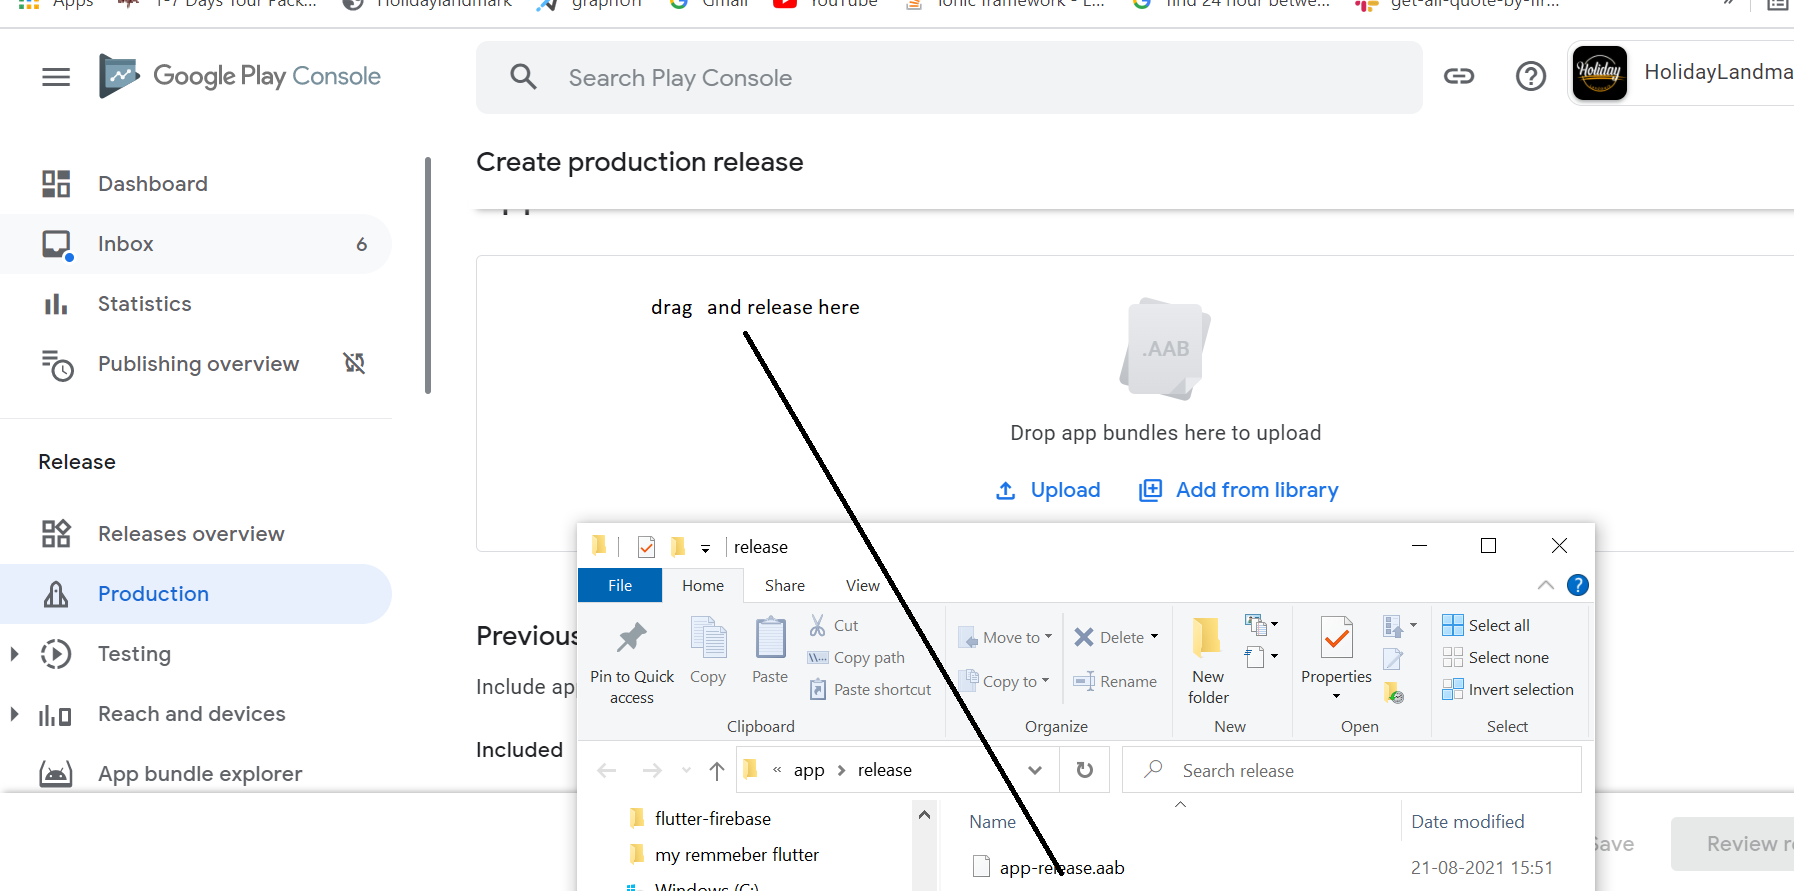 Apps 1-7 Days Tour Pack... Holidaylandmark graphon Gmail YouTube Ionic framework - L... find 24 hour betwe... get-all-quote-by-fir... »
Google Play Console
Search Play Console
HolidayLandma
Create production release
Dashboard
Inbox 6
Statistics
Publishing overview
Release
Releases overview
Production
Testing
Reach and devices
App bundle explorer
drag and release here
.AAB
Drop app bundles here to upload
Upload Add from library
Previous
Include ap
Included
release
File Home Share View
Pin to Quick access
Copy
Paste
Cut
Copy path
Paste shortcut
Clipboard
Move to
Copy to
Delete
Rename
Organize
New folder
New
Properties
Open
Select all
Select none
Invert selection
Select
« app > release
Search release
flutter-firebase
my remmeber flutter
Windows (C:)
Name Date modified
app-release.aab 21-08-2021 15:51
Save
Review re